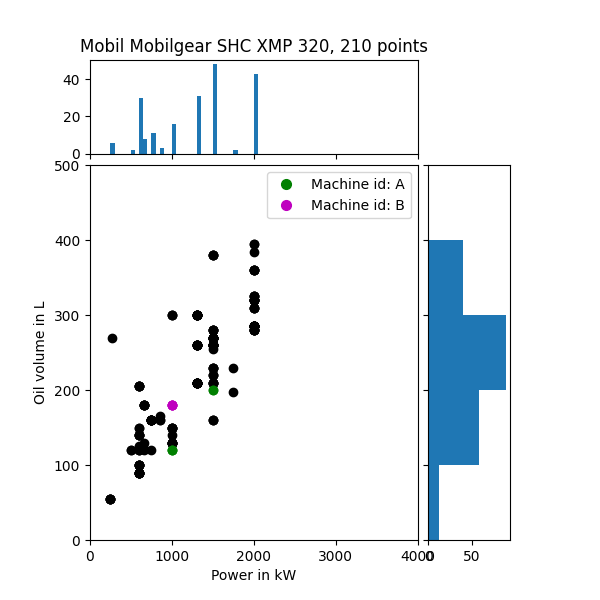 Mobil Mobilgear SHC XMP 320, 210 points
40
20
0
500
400
300
200
100
0
Oil volume in L
Machine id: A
Machine id: B
0 1000 2000 3000 4000
Power in kW
0 50